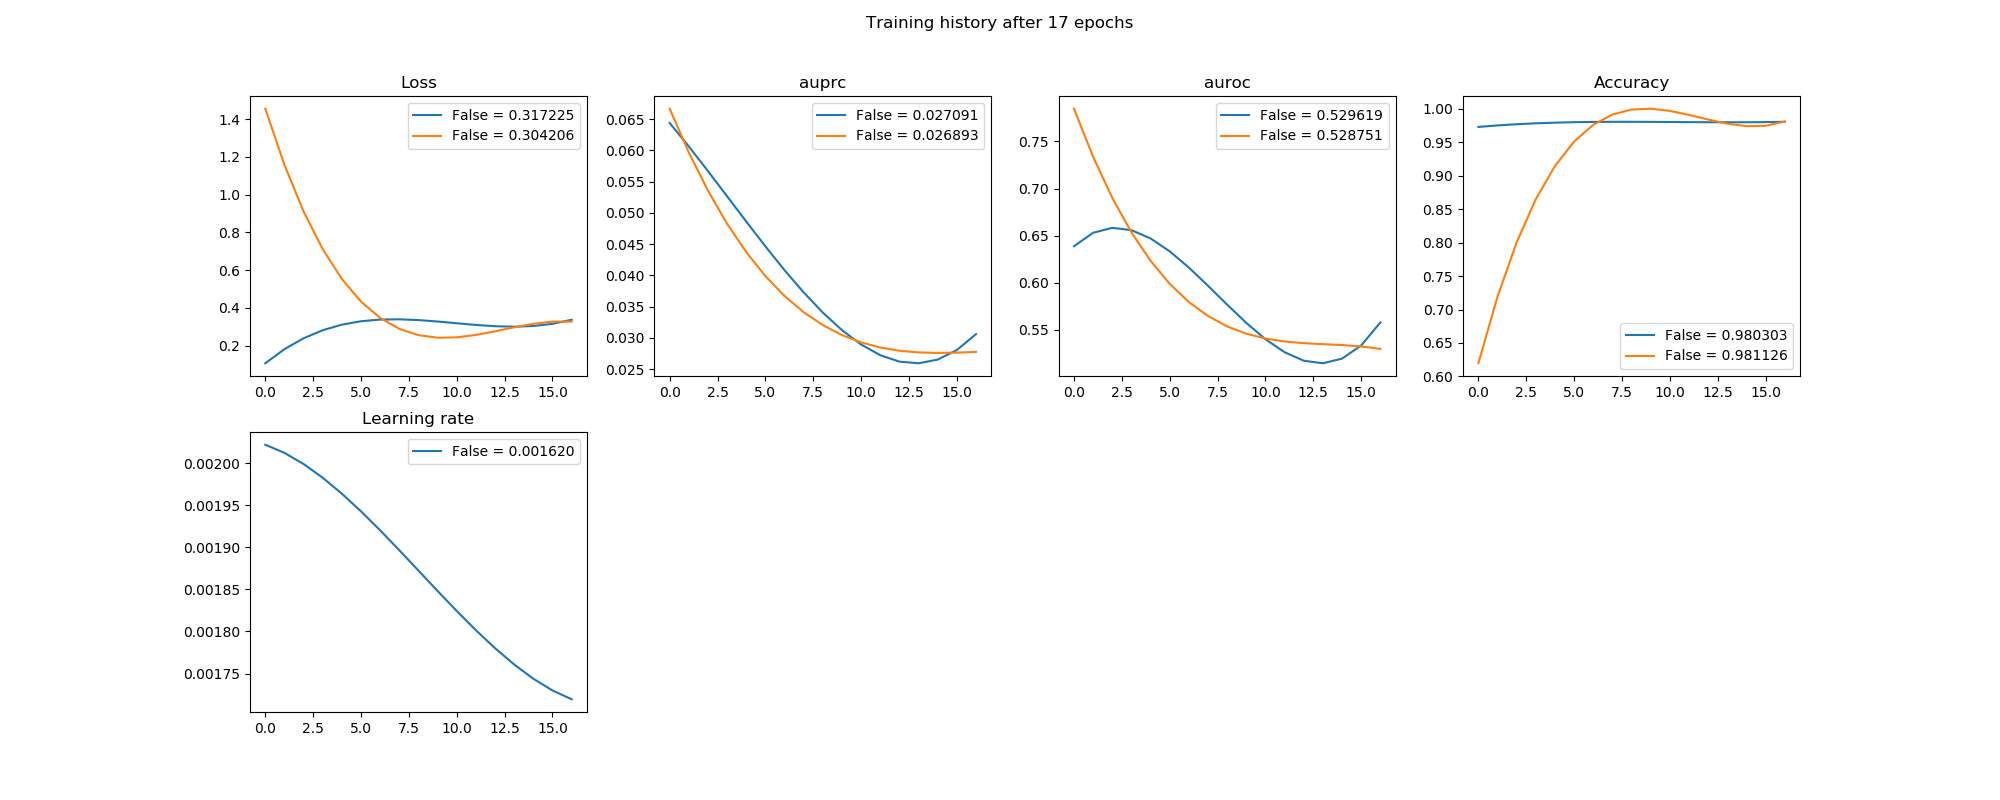 Training history after 17 epochs
Loss
False = 0.317225
False = 0.304206
1.4
1.2
1.0
0.8
0.6
0.4
0.2
0.0 2.5 5.0 7.5 10.0 12.5 15.0
auprc
False = 0.027091
False = 0.026893
0.065
0.060
0.055
0.050
0.045
0.040
0.035
0.030
0.025
0.0 2.5 5.0 7.5 10.0 12.5 15.0
auroc
False = 0.529619
False = 0.528751
0.75
0.70
0.65
0.60
0.55
0.0 2.5 5.0 7.5 10.0 12.5 15.0
Accuracy
1.00
0.95
0.90
0.85
0.80
0.75
0.70
0.65
0.60
False = 0.980303
False = 0.981126
0.0 2.5 5.0 7.5 10.0 12.5 15.0
Learning rate
False = 0.001620
0.00200
0.00195
0.00190
0.00185
0.00180
0.00175
0.0 2.5 5.0 7.5 10.0 12.5 15.0